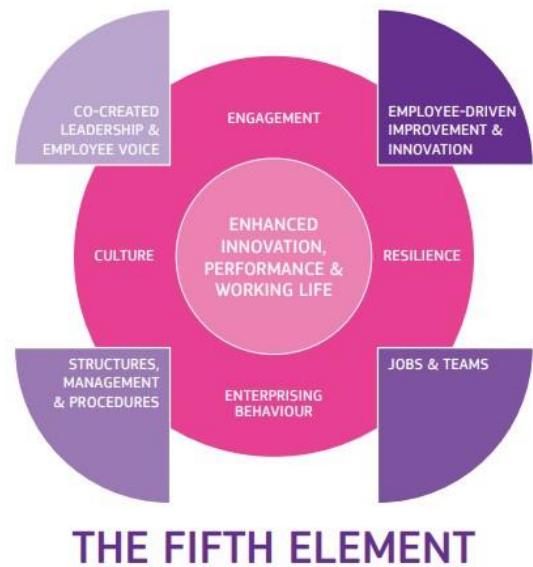 CO-CREATED
LEADERSHIP &
EMPLOYEE VOICE
ENGAGEMENT
EMPLOYEE-DRIVEN
IMPROVEMENT &
INNOVATION
CULTURE
ENHANCED
INNOVATION,
PERFORMANCE &
WORKING LIFE
RESILIENCE
STRUCTURES,
MANAGEMENT
& PROCEDURES
ENTERPRISING
BEHAVIOUR
JOBS & TEAMS
THE FIFTH ELEMENT